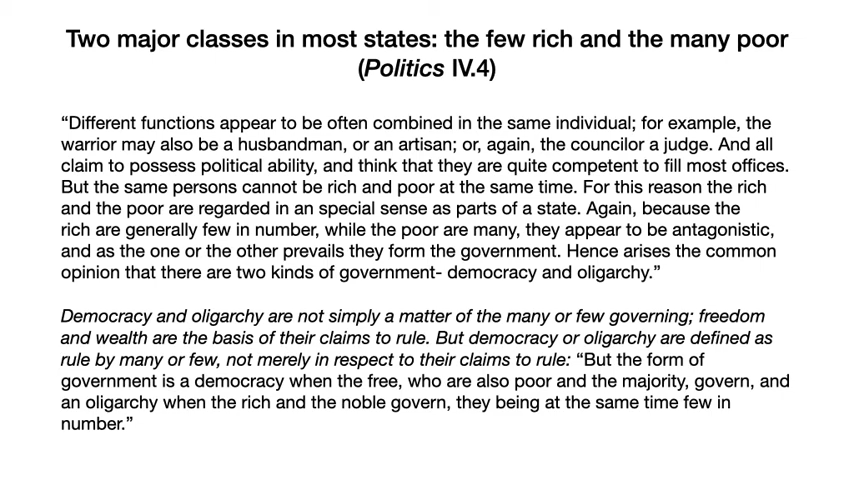 Two major classes in most states: the few rich and the many poor
(Politics IV.4)
“Different functions appear to be often combined in the same individual; for example, the
warrior may also be a husbandman, or an artisan; or, again, the councilor a judge. And all
claim to possess political ability, and think that they are quite competent to fill most offices.
But the same persons cannot be rich and poor at the same time. For this reason the rich
and the poor are regarded in an special sense as parts of a state. Again, because the
rich are generally few in number, while the poor are many, they appear to be antagonistic,
and as the one or the other prevails they form the government. Hence arises the common
opinion that there are two kinds of government- democracy and oligarchy.”
Democracy and oligarchy are not simply a matter of the many or few governing; freedom
and wealth are the basis of their claims to rule. But democracy or oligarchy are defined as
rule by many or few, not merely in respect to their claims to rule: “But the form of
government is a democracy when the free, who are also poor and the majority, govern, and
an oligarchy when the rich and the noble govern, they being at the same time few in
number.”